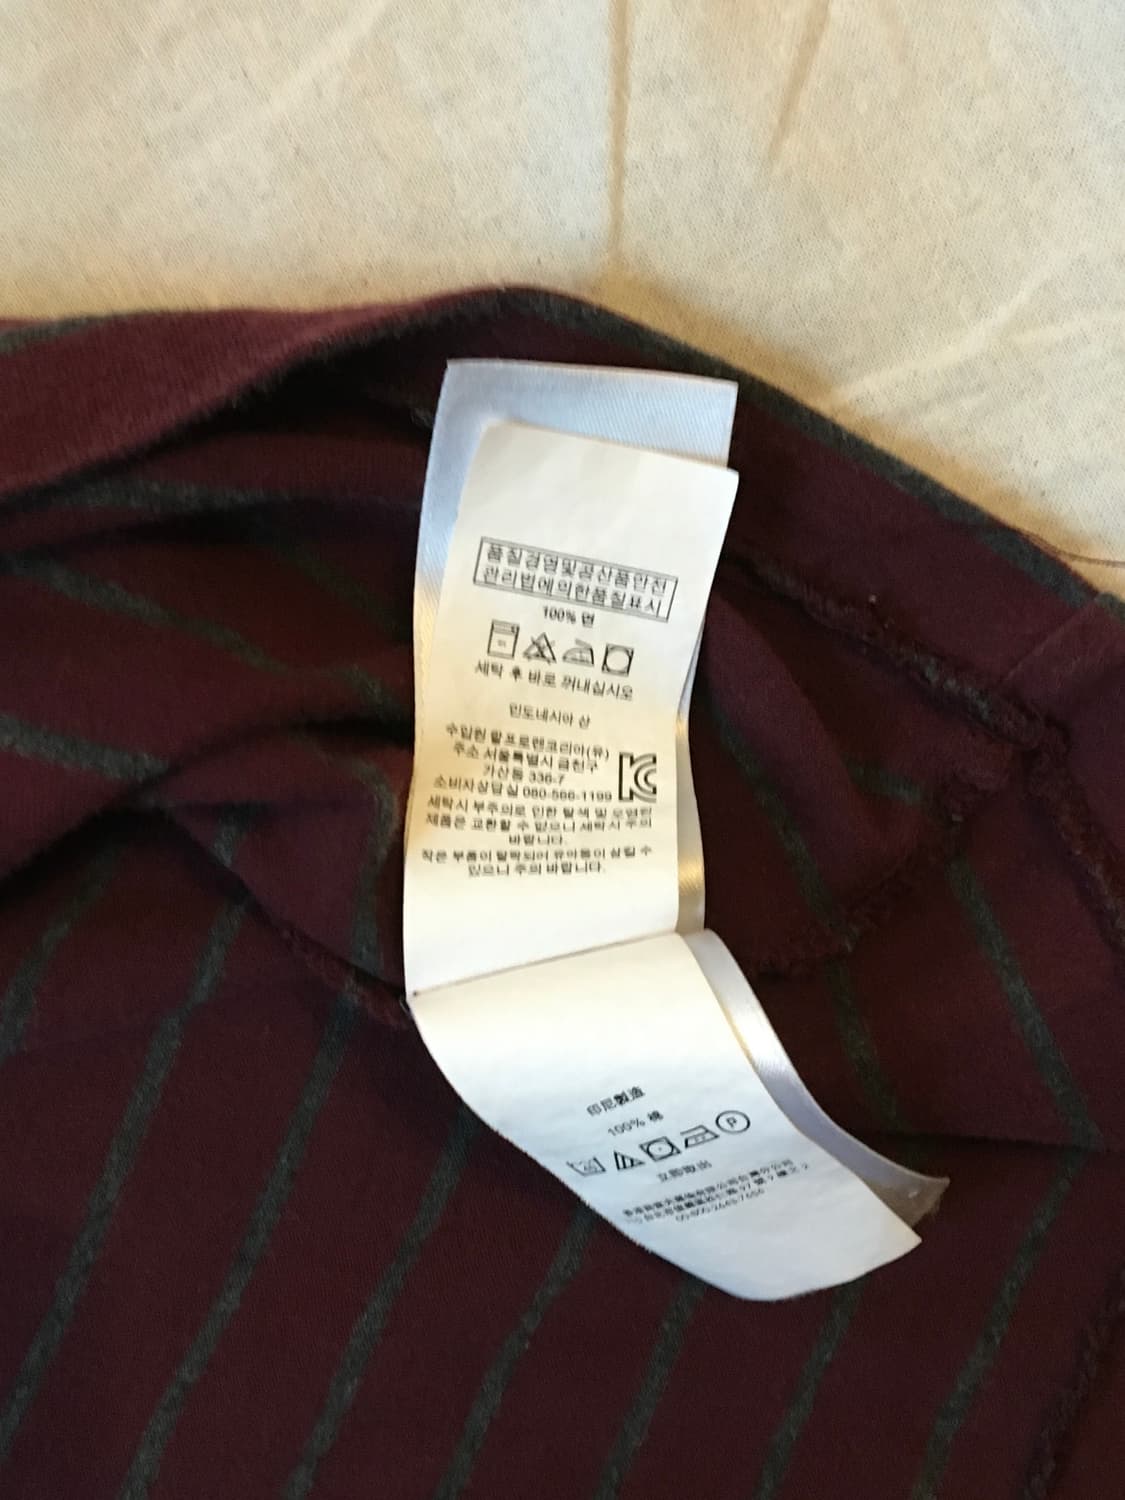 품질경영및공산품안전
관리법에의한품질표시
100% 면
세탁 후 바로 꺼내십시오
인도네시아 산
수입원 랄프로렌코리아(유)
주소 서울특별시 금천구
가산동 336-7
소비자상담실 080-566-1199
세탁시 부주의로 인한 탈색 및 오염된
제품은 교환할 수 없으니 세탁시 주의
바랍니다.
작은 부품이 탈락되어 유아동이 삼킬 수
있으니 주의 바랍니다.
印尼製造
100% 棉
P
立即取出